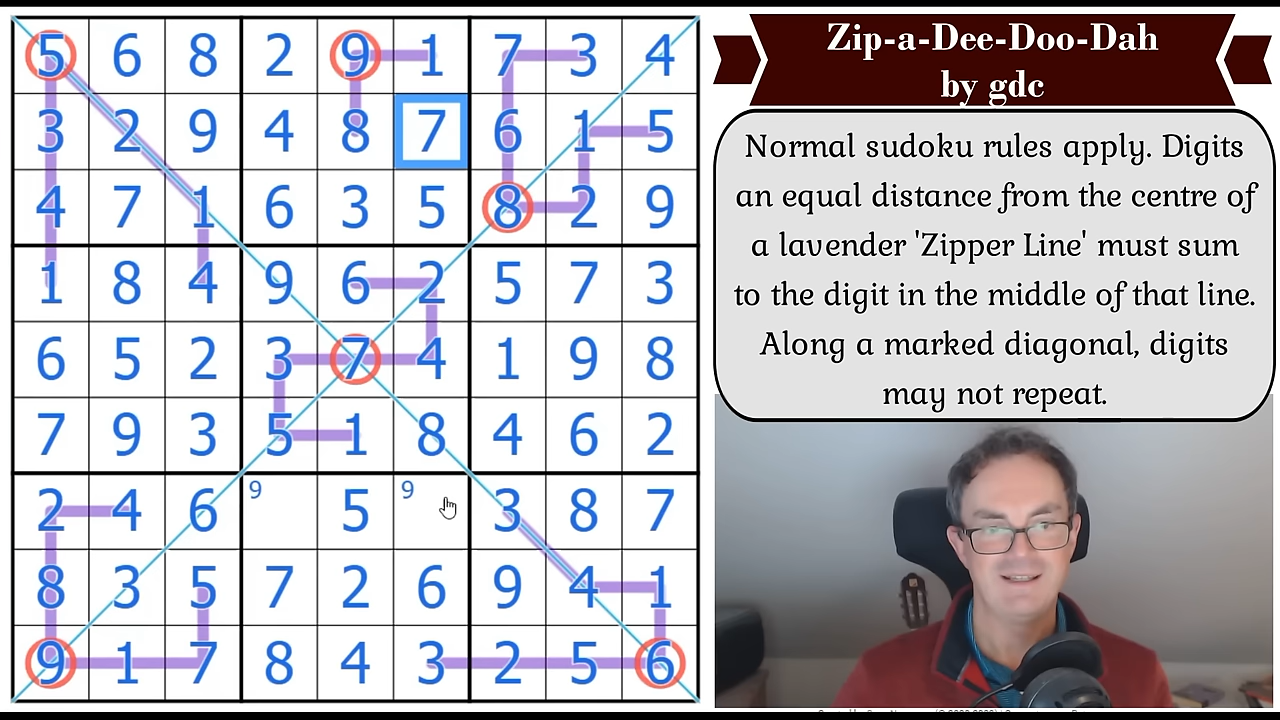 Zip-a-Dee-Doo-Dah
by gdc
Normal sudoku rules apply. Digits
an equal distance from the centre of
a lavender 'Zipper Line' must sum
to the digit in the middle of that line.
Along a marked diagonal, digits
may not repeat.
5 6 8 2 9 1 7 3 4
3 2 9 4 8 7 6 1 5
4 7 1 6 3 5 8 2 9
1 8 4 9 6 2 5 7 3
6 5 2 3 7 4 1 9 8
7 9 3 5 1 8 4 6 2
2 4 6 9 5 9 3 8 7
8 3 5 7 2 6 9 4 1
9 1 7 8 4 3 2 5 6